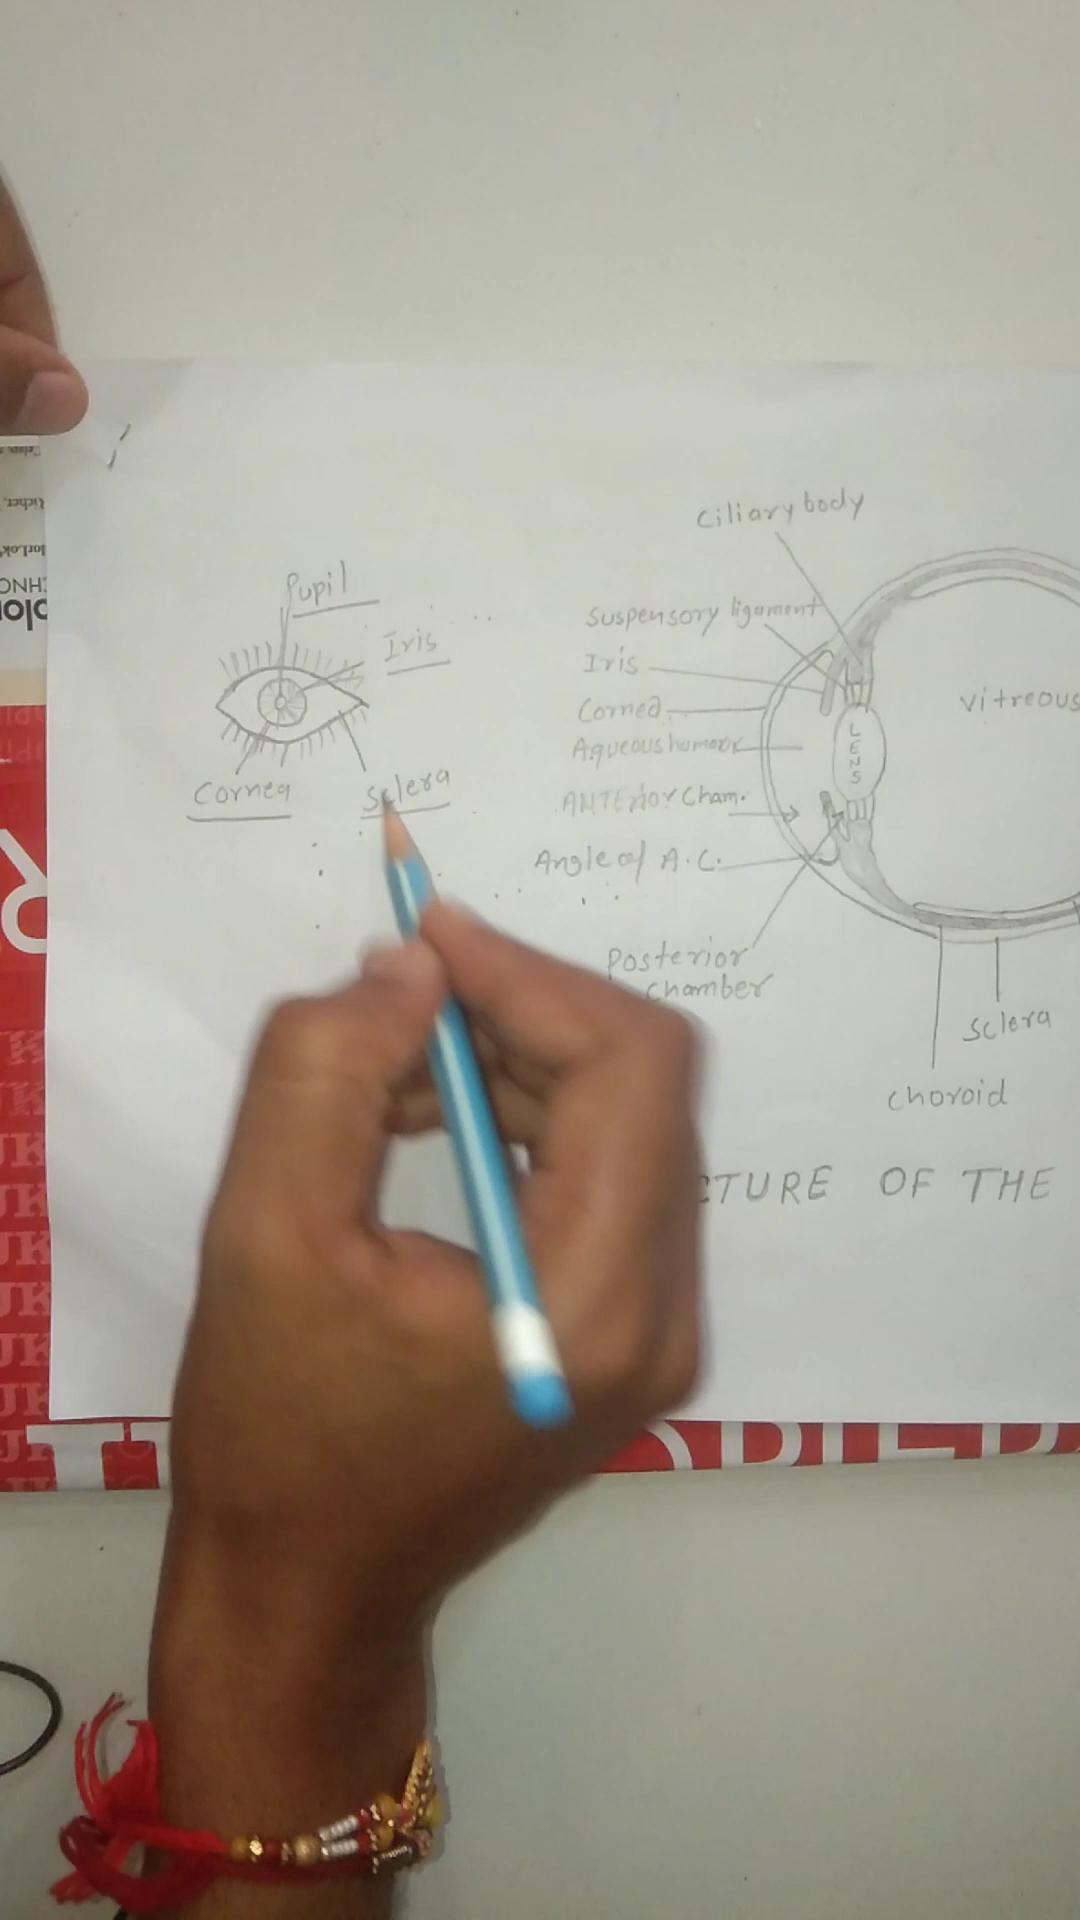 Pupil
Iris
Cornea
Sclera
Ciliary body
Suspensory ligament
Iris
Cornea
Aqueous humour
ANTErior Cham.
Angle of A.C.
Posterior
chamber
LENS
vitreous
Sclera
Choroid
CTURE OF THE